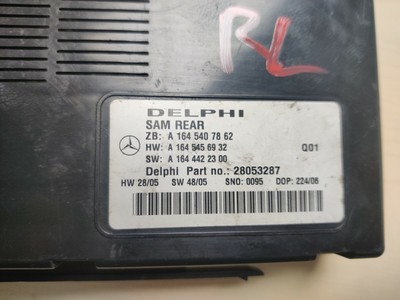 RL
DELPHI
SAM REAR
ZB: A 164 540 78 62
HW: A 164 545 69 32 Q01
SW: A 164 442 23 00
Delphi Part no.: 28053287
HW 28/05 SW 48/05 SNO: 0095 DOP: 224/06